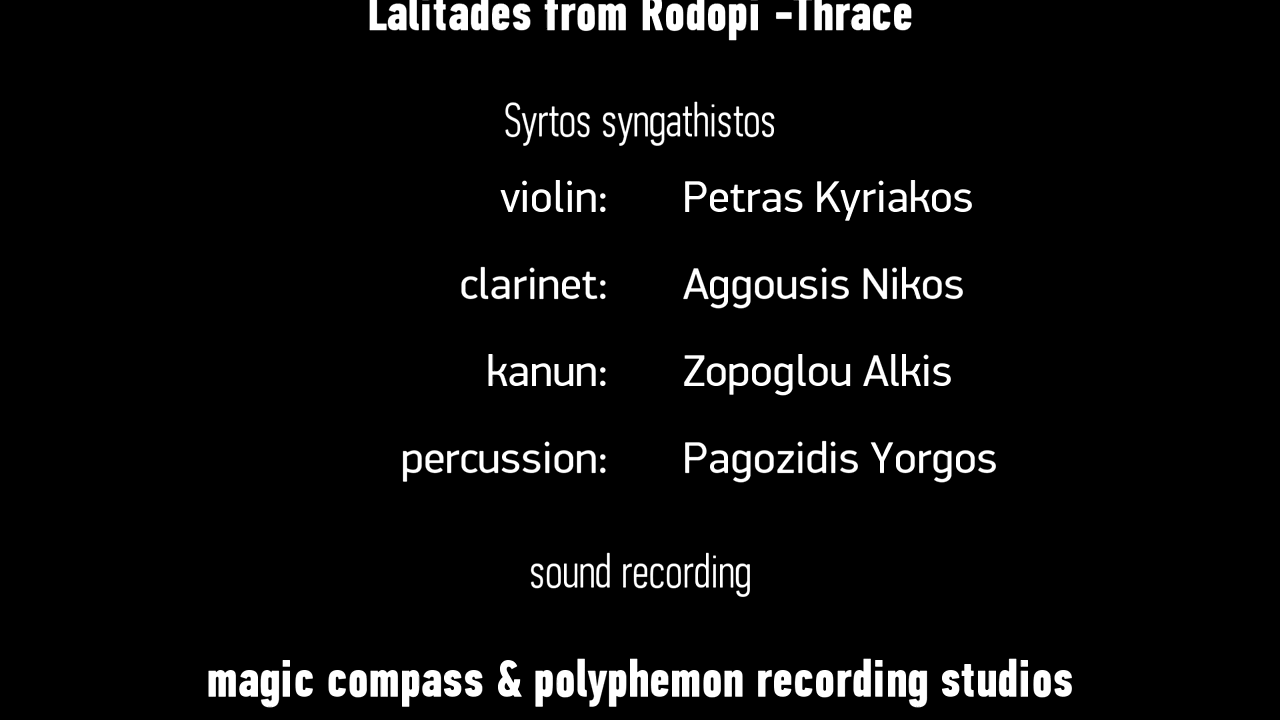 Lalitades from Rodopi -Thrace
Syrtos syngathistos
violin: Petras Kyriakos
clarinet: Aggousis Nikos
kanun: Zopoglou Alkis
percussion: Pagozidis Yorgos
sound recording
magic compass & polyphemon recording studios